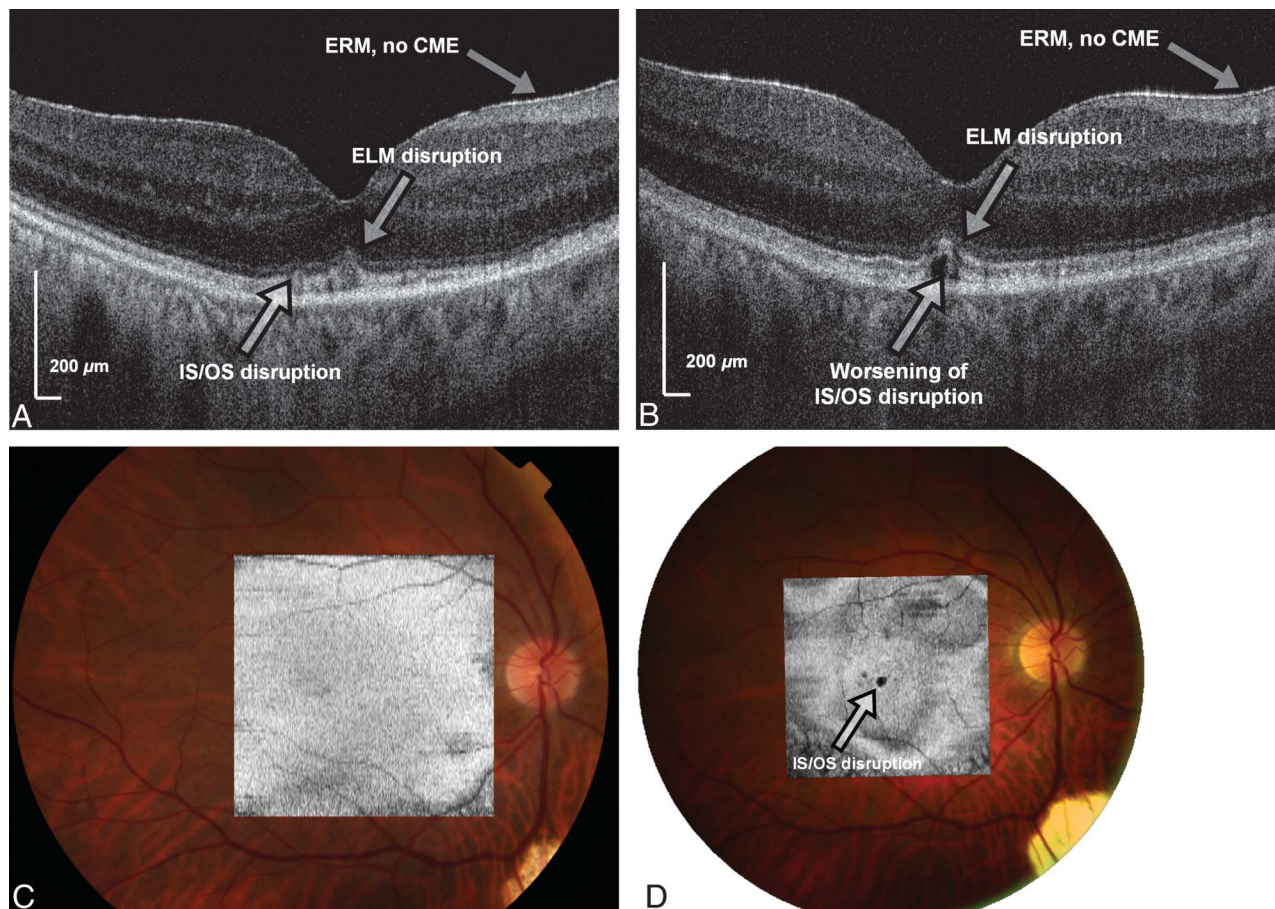 ERM, no CME
ELM disruption
IS/OS disruption
200 µm
A
ERM, no CME
ELM disruption
Worsening of
IS/OS disruption
200 µm
B
C
IS/OS disruption
D